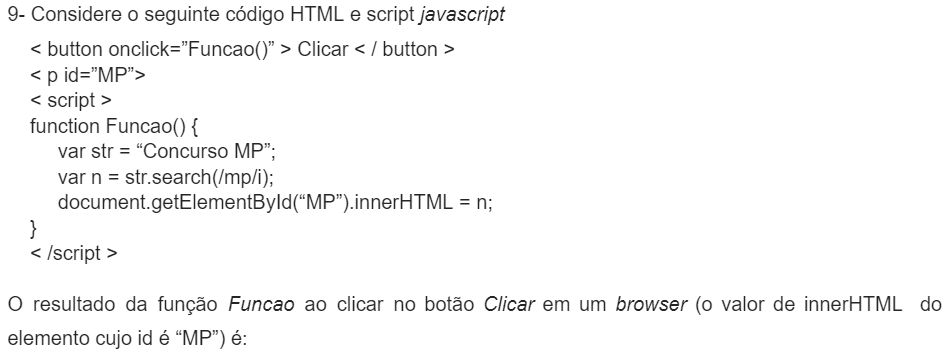 9- Considere o seguinte código HTML e script javascript
< button onclick=”Funcao()” > Clicar < / button >
< p id=”MP”>
< script >
function Funcao() {
var str = “Concurso MP”;
var n = str.search(/mp/i);
document.getElementById(“MP”).innerHTML = n;
}
< /script >
O resultado da função Funcao ao clicar no botão Clicar em um browser (o valor de innerHTML do
elemento cujo id é “MP”) é: